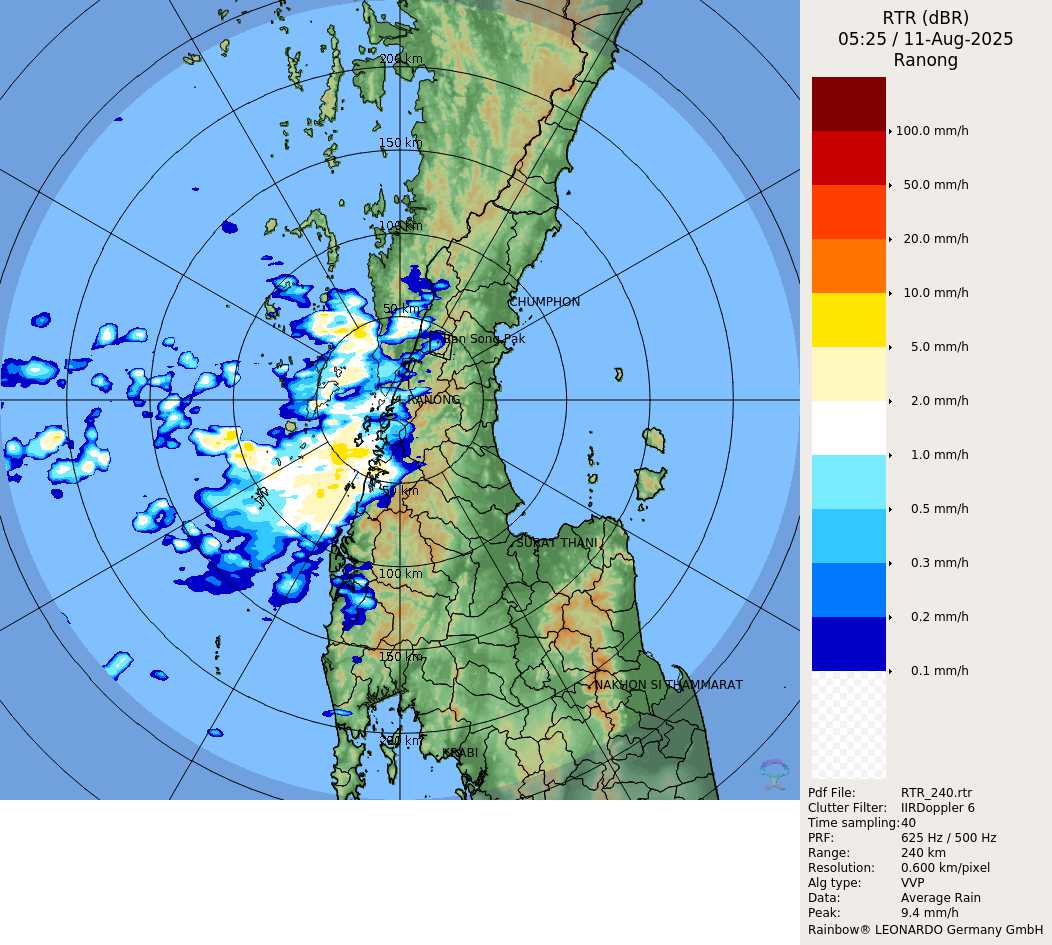 RTR (dBR)
05:25 / 11-Aug-2025
Ranong
100.0 mm/h
50.0 mm/h
20.0 mm/h
10.0 mm/h
5.0 mm/h
2.0 mm/h
1.0 mm/h
0.5 mm/h
0.3 mm/h
0.2 mm/h
0.1 mm/h
Pdf File: RTR_240.rtr
Clutter Filter: IIRDoppler 6
Time sampling: 40
PRF: 625 Hz / 500 Hz
Range: 240 km
Resolution: 0.600 km/pixel
Alg type: VVP
Data: Average Rain
Peak: 9.4 mm/h
Rainbow® LEONARDO Germany GmbH
200 km
150 km
100 km
CHUMPHON
50 km
Ban Song Pak
RANONG
50 km
SURAT THANI
100 km
150 km
NAKHON SI THAMMARAT
200 km
KRABI